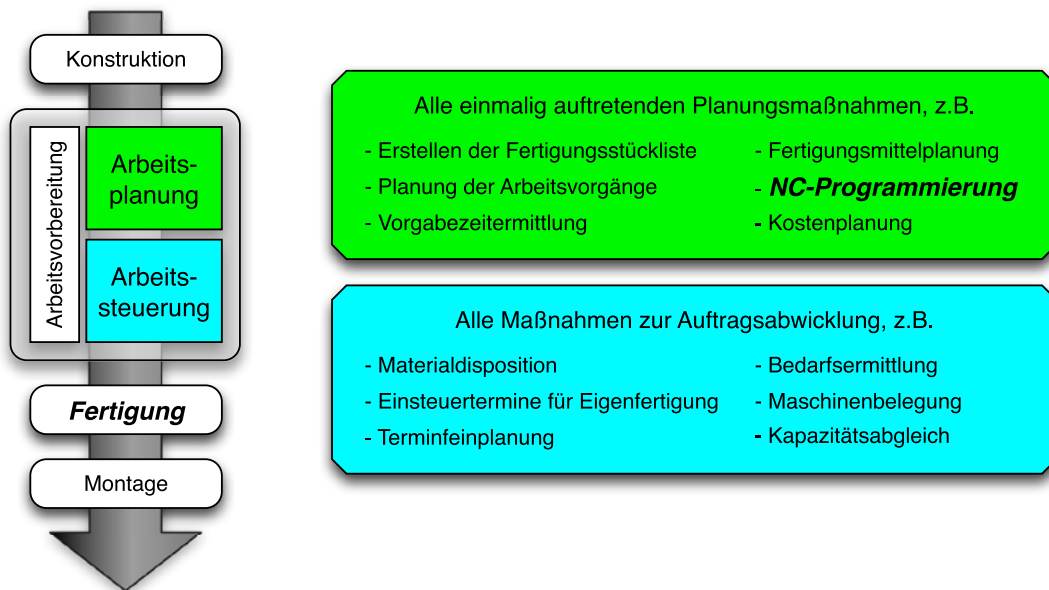 Konstruktion
Arbeitsvorbereitung
Arbeits-
planung
Arbeits-
steuerung
Fertigung
Montage
Alle einmalig auftretenden Planungsmaßnahmen, z.B.
- Erstellen der Fertigungsstückliste
- Planung der Arbeitsvorgänge
- Vorgabezeitermittlung
- Fertigungsmittelplanung
- NC-Programmierung
- Kostenplanung
Alle Maßnahmen zur Auftragsabwicklung, z.B.
- Materialdisposition
- Einsteuertermine für Eigenfertigung
- Terminfeinplanung
- Bedarfsermittlung
- Maschinenbelegung
- Kapazitätsabgleich